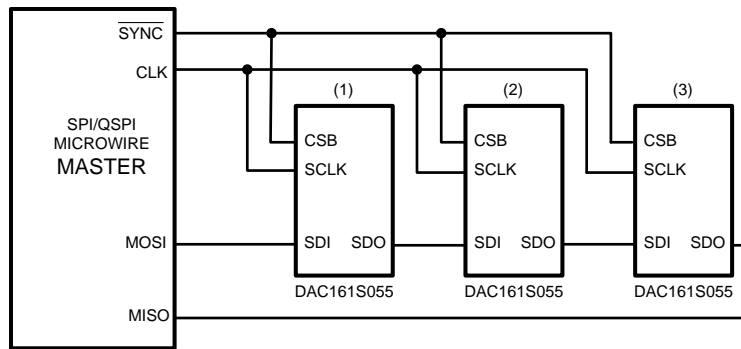 SYNC
CLK
(1)
(2)
(3)
SPI/QSPI
MICROWIRE
MASTER
CSB
CSB
CSB
SCLK
SCLK
SCLK
MOSI
SDI SDO
SDI SDO
SDI SDO
DAC161S055
DAC161S055
DAC161S055
MISO